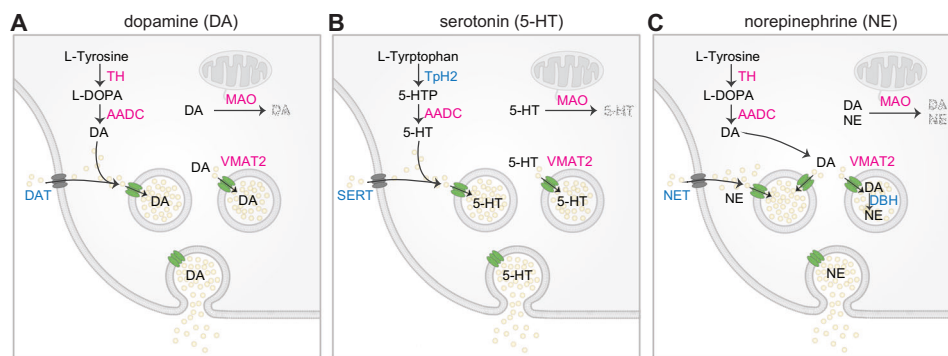 A dopamine (DA)
L-Tyrosine
TH
L-DOPA
AADC
DA
DA
MAO
DA
DAT
DA
VMAT2
DA
DA
DA
B serotonin (5-HT)
L-Tyrptophan
TpH2
5-HTP
AADC
5-HT
5-HT
MAO
5-HT
SERT
5-HT
VMAT2
5-HT
5-HT
5-HT
C norepinephrine (NE)
L-Tyrosine
TH
L-DOPA
AADC
DA
DA
NE
MAO
DA
NE
DA
VMAT2
NET
NE
DA
DBH
NE
NE